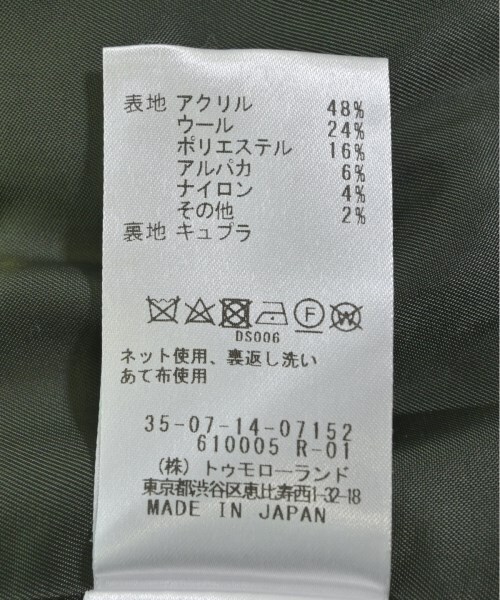 表地 アクリル 48%
ウール 24%
ポリエステル 16%
アルパカ 6%
ナイロン 4%
その他 2%
裏地 キュプラ
F W
DS006
ネット使用、裏返し洗い
あて布使用
35-07-14-07152
610005 R-01
(株) トゥモローランド
東京都渋谷区恵比寿西1-32-18
MADE IN JAPAN